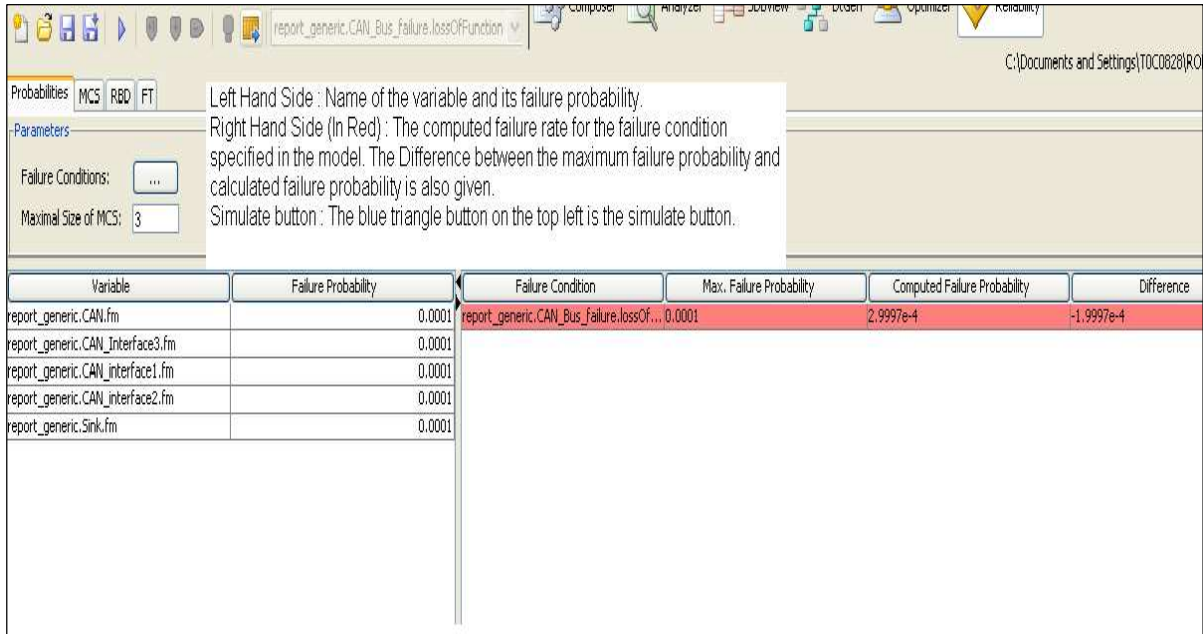 report_generic.CAN_Bus_failure.lossOfFunction
Composer Analyzer SubView DtGen Optimizer Reliability
C:\Documents and Settings\T0C0828\RO
Probabilities MCS RBD FT
Left Hand Side : Name of the variable and its failure probability.
Right Hand Side (In Red) : The computed failure rate for the failure condition
specified in the model. The Difference between the maximum failure probability and
calculated failure probability is also given.
Simulate button : The blue triangle button on the top left is the simulate button.
Parameters
Failure Conditions: ...
Maximal Size of MCS: 3
Variable Failure Probability Failure Condition Max. Failure Probability Computed Failure Probability Difference
report_generic.CAN.fm 0.0001 report_generic.CAN_Bus_failure.lossOf... 0.0001 2.9997e-4 -1.9997e-4
report_generic.CAN_Interface3.fm 0.0001
report_generic.CAN_interface1.fm 0.0001
report_generic.CAN_interface2.fm 0.0001
report_generic.Sink.fm 0.0001